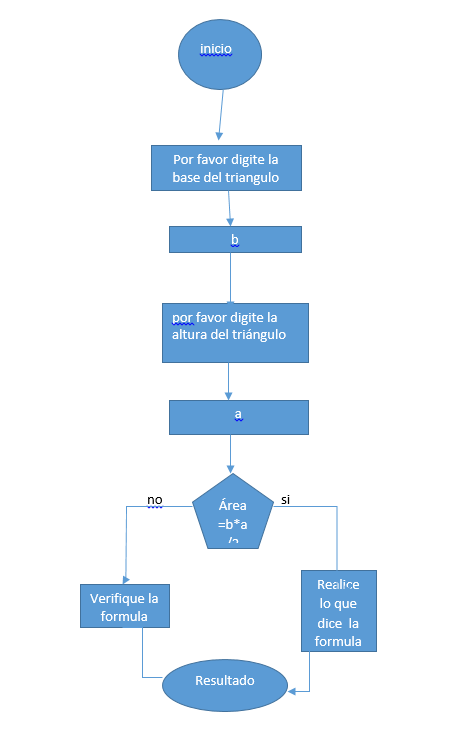 inicio
Por favor digite la
base del triangulo
b
por favor digite la
altura del triángulo
a
no
si
Área
=b*a
Realice
lo que
dice la
formula
Verifique la
formula
Resultado